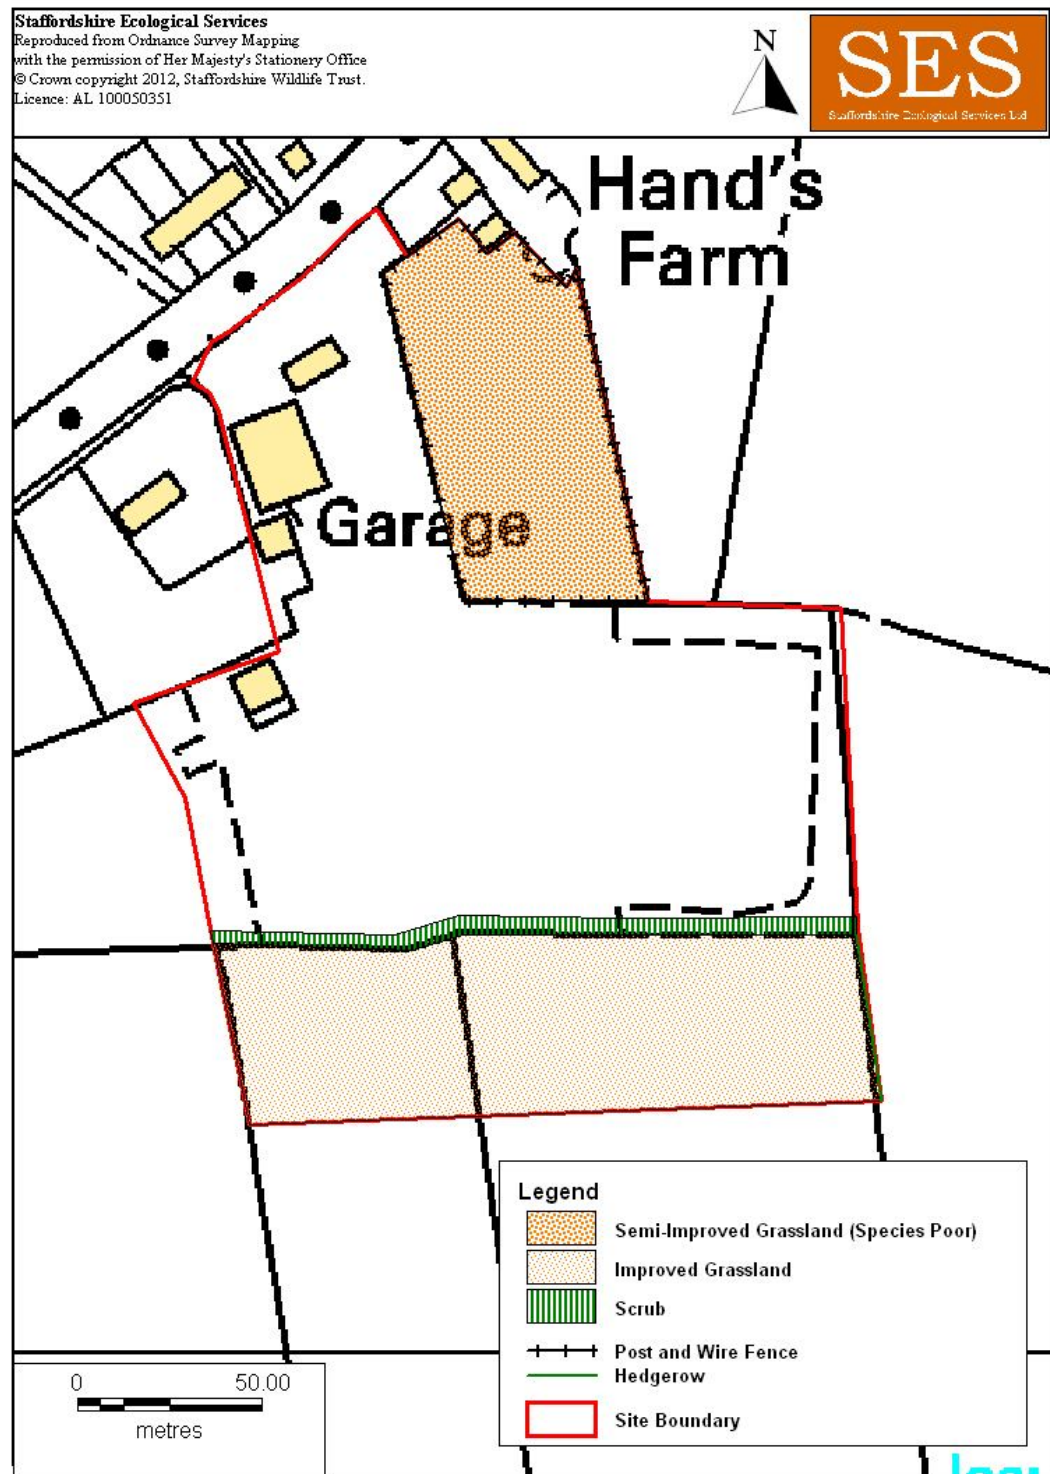 Staffordshire Ecological Services
Reproduced from Ordnance Survey Mapping
with the permission of Her Majesty's Stationery Office
© Crown copyright 2012, Staffordshire Wildlife Trust.
Licence: AL 100050351
N
SES
Staffordshire Ecological Services Ltd
Hand's
Farm
Garage
Legend
Semi-Improved Grassland (Species Poor)
Improved Grassland
Scrub
Post and Wire Fence
Hedgerow
Site Boundary
0 50.00
metres